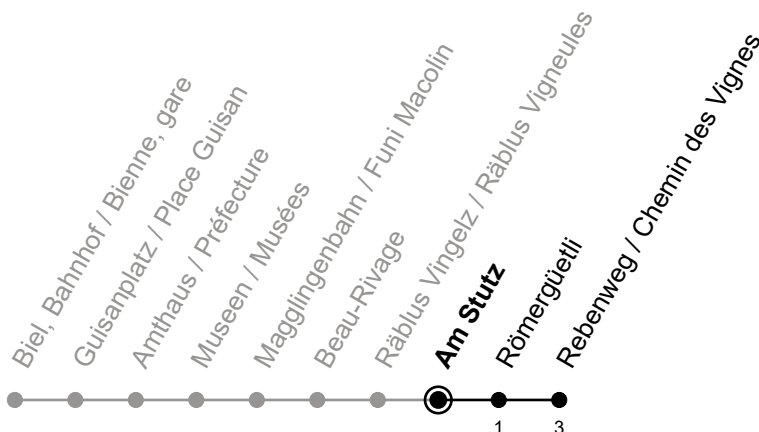 Biel, Bahnhof / Bienne, gare
Guisanplatz / Place Guisan
Amthaus / Préfecture
Museen / Musées
Magglingenbahn / Funi Macolin
Beau-Rivage
Räblus Vingelz / Räblus Vigneules
Am Stutz
Römergüetli
Rebenweg / Chemin des Vignes
1
3